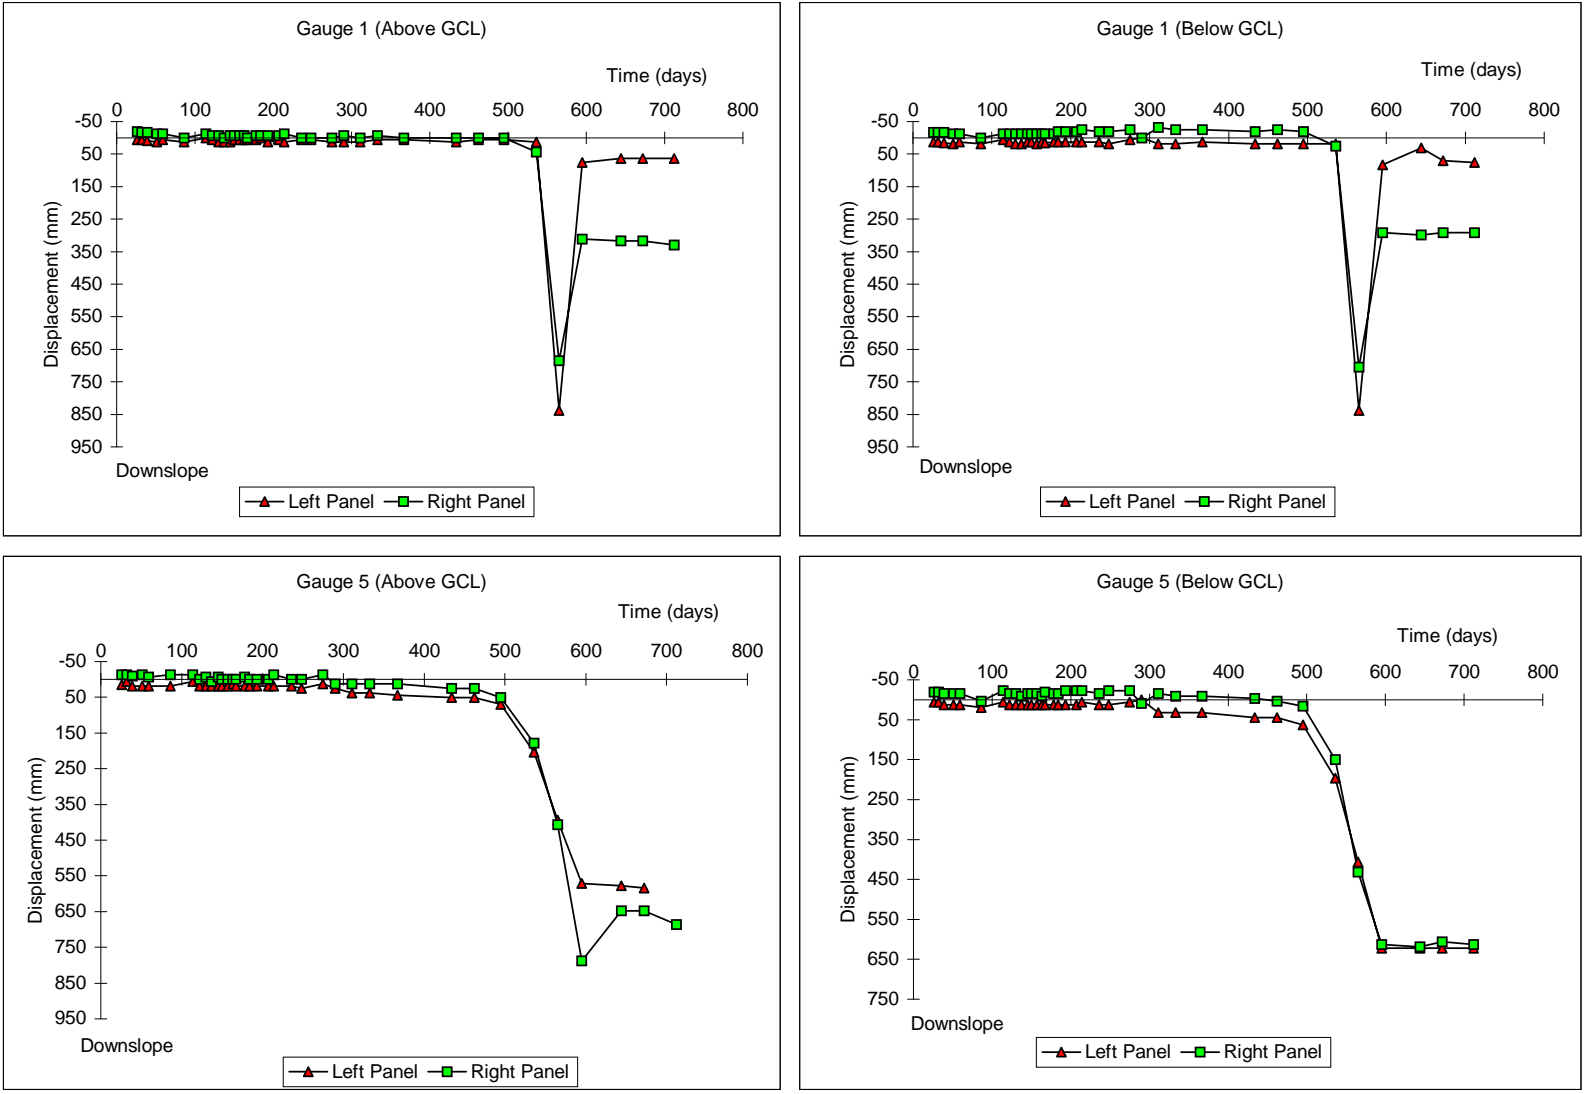 Gauge 1 (Above GCL)
Time (days)
0 100 200 300 400 500 600 700 800
-50
50
150
250
350
450
550
650
750
850
950
Displacement (mm)
Downslope
Left Panel Right Panel
Gauge 1 (Below GCL)
Time (days)
0 100 200 300 400 500 600 700 800
-50
50
150
250
350
450
550
650
750
850
950
Displacement (mm)
Downslope
Left Panel Right Panel
Gauge 5 (Above GCL)
Time (days)
0 100 200 300 400 500 600 700 800
-50
50
150
250
350
450
550
650
750
850
950
Displacement (mm)
Downslope
Left Panel Right Panel
Gauge 5 (Below GCL)
Time (days)
0 100 200 300 400 500 600 700 800
-50
50
150
250
350
450
550
650
750
Displacement (mm)
Downslope
Left Panel Right Panel